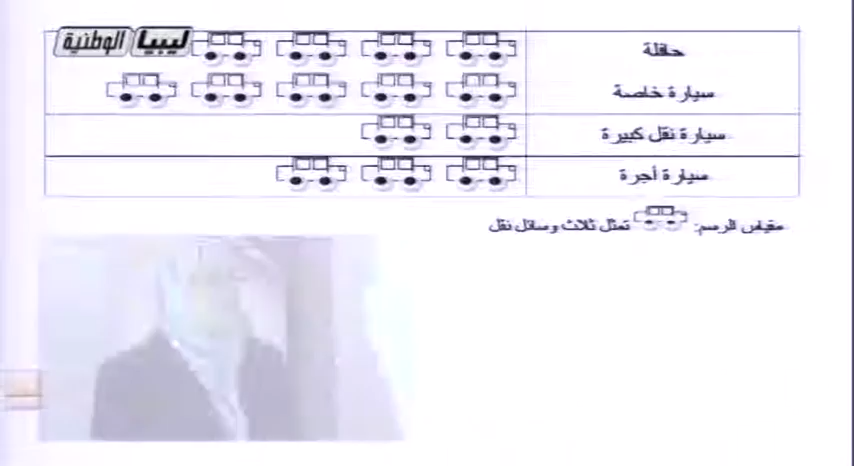 ليبيا الوطنية
حافلة
سيارة خاصة
سيارة نقل كبيرة
سيارة أجرة
مقياس الرسم: تمثل ثلاث وسائل نقل